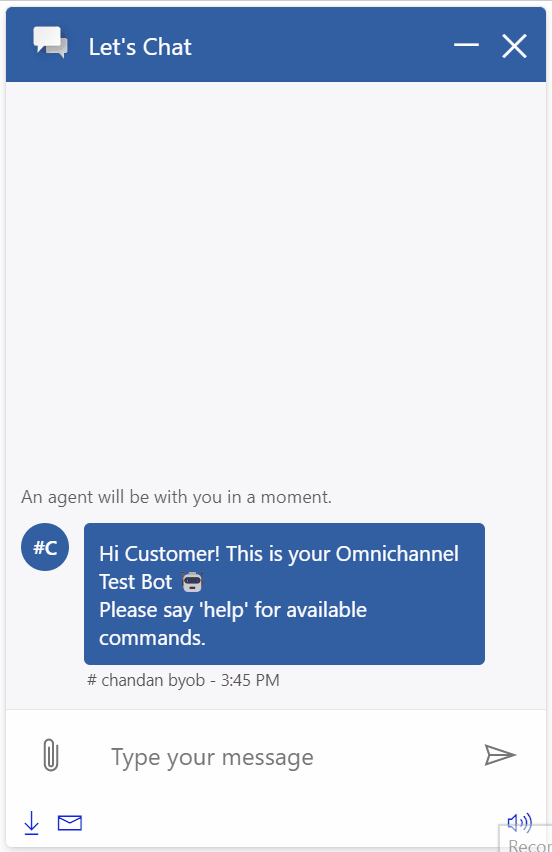 Let's Chat
An agent will be with you in a moment.
#C
Hi Customer! This is your Omnichannel
Test Bot
Please say 'help' for available
commands.
# chandan byob - 3:45 PM
Type your message